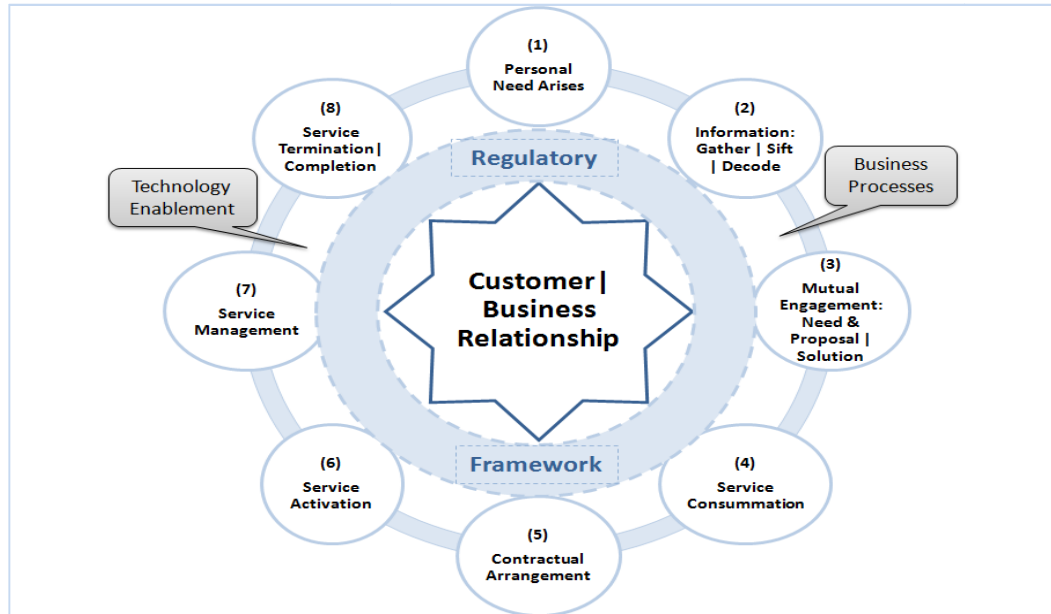 (1)
Personal
Need Arises
(2)
Information:
Gather | Sift
| Decode
(3)
Mutual
Engagement:
Need &
Proposal |
Solution
(4)
Service
Consummation
(5)
Contractual
Arrangement
(6)
Service
Activation
(7)
Service
Management
(8)
Service
Termination|
Completion
Technology
Enablement
Business
Processes
Regulatory
Customer|
Business
Relationship
Framework